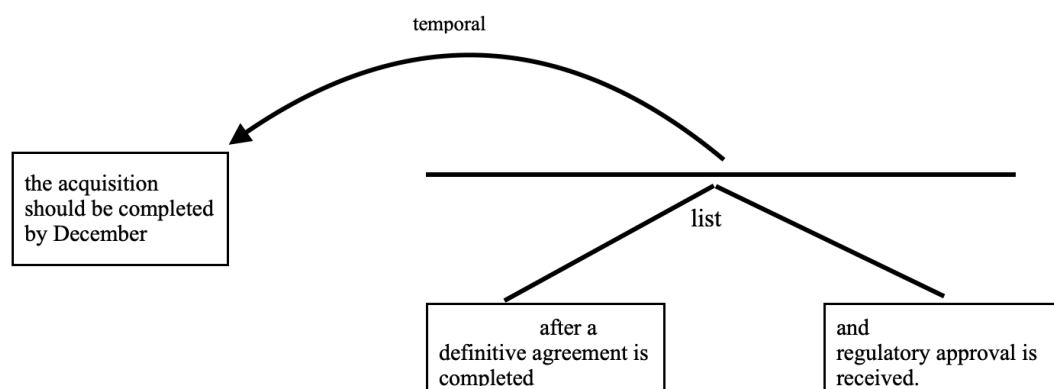 temporal
the acquisition
should be completed
by December
list
after a
definitive agreement is
completed
and
regulatory approval is
received.